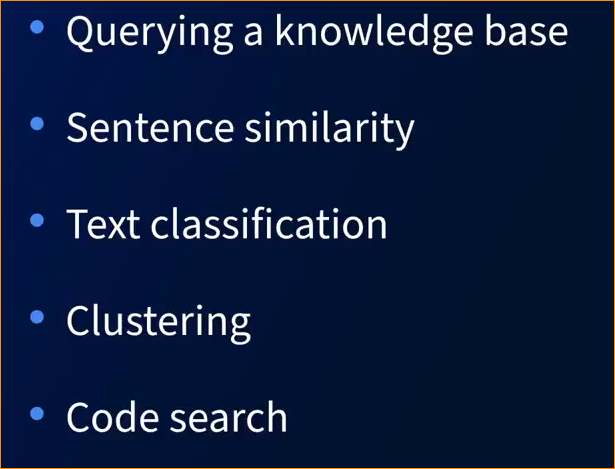 • Querying a knowledge base
• Sentence similarity
• Text classification
• Clustering
• Code search